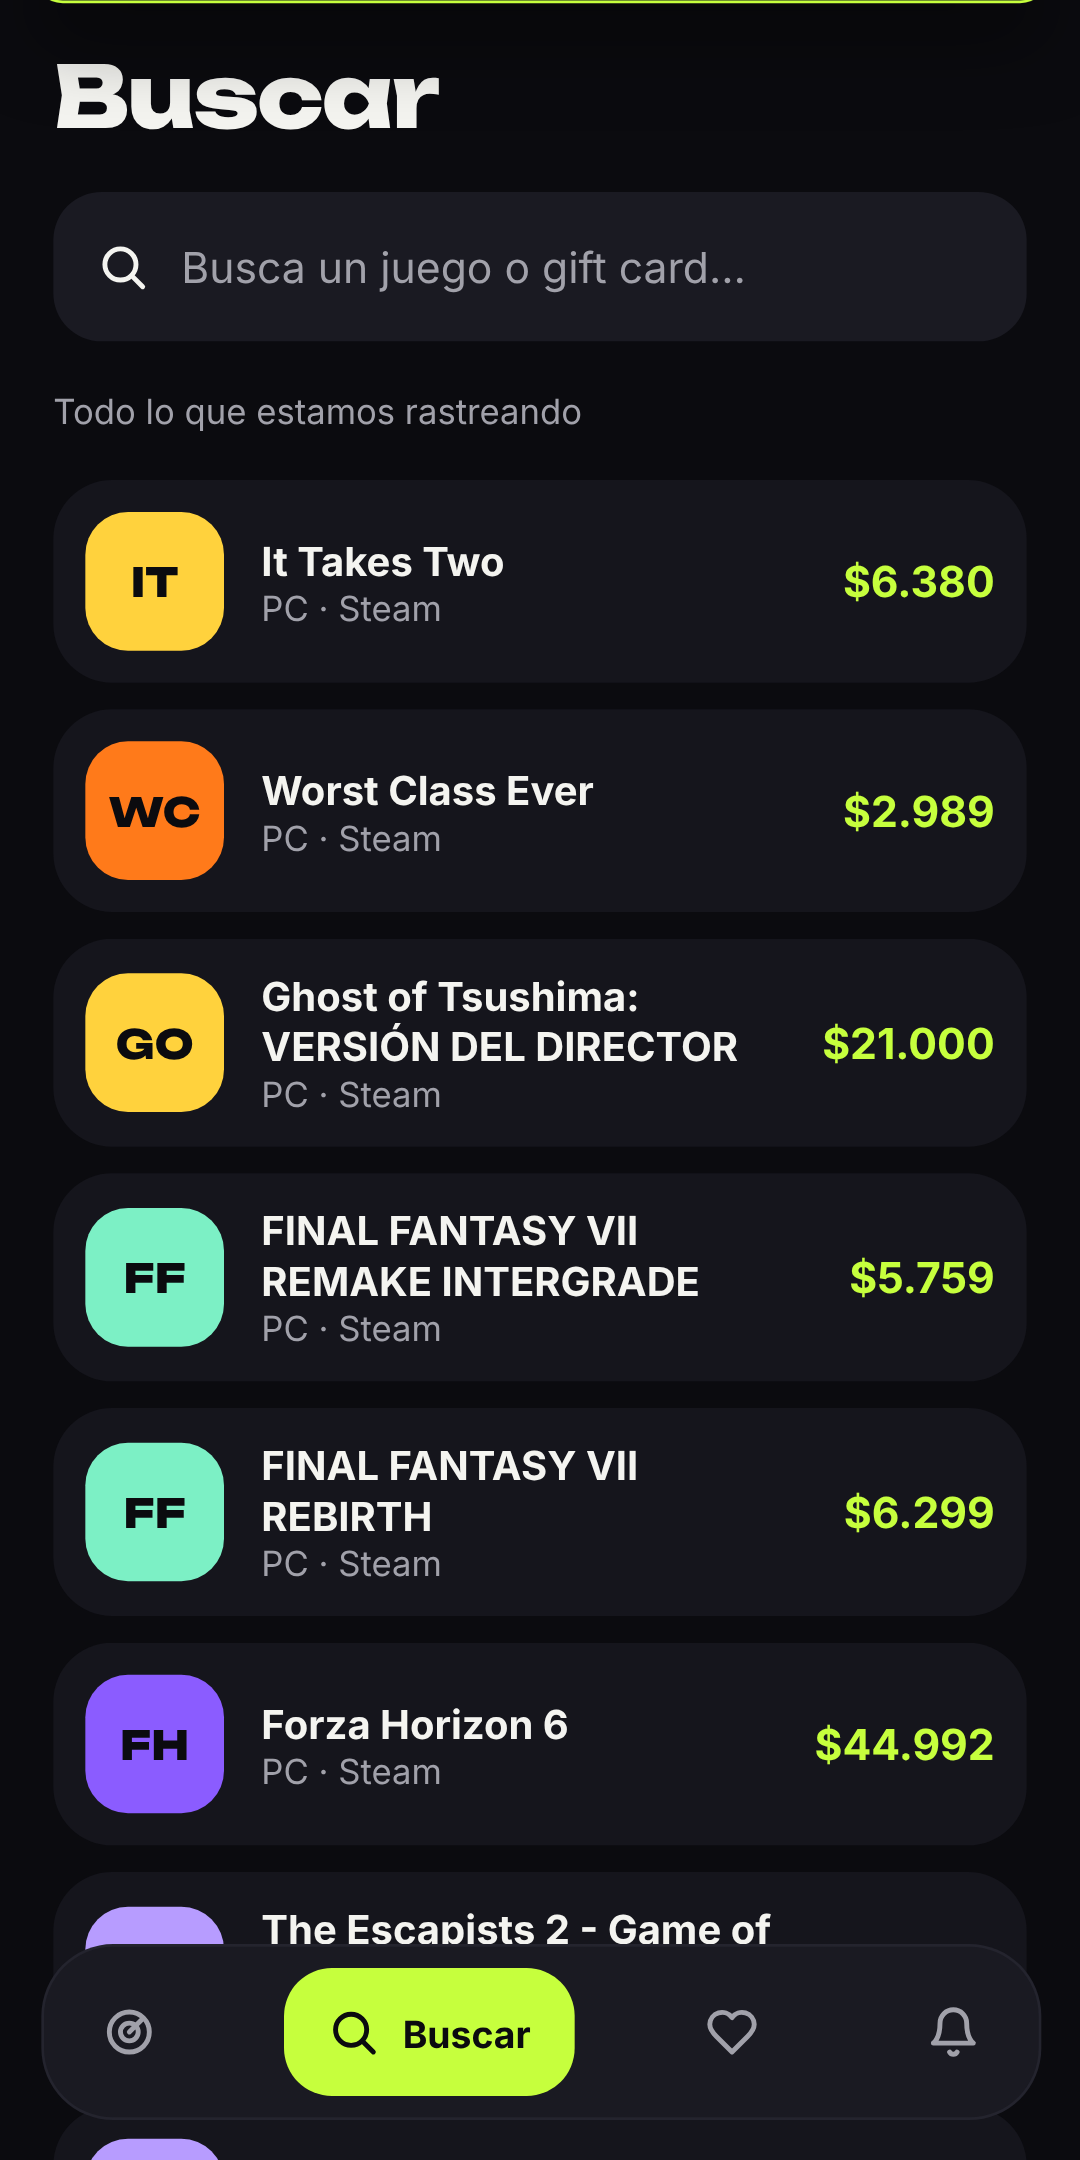 Buscar
Busca un juego o gift card...
Todo lo que estamos rastreando
IT
It Takes Two
PC · Steam
$6.380
WC
Worst Class Ever
PC · Steam
$2.989
GO
Ghost of Tsushima:
VERSIÓN DEL DIRECTOR
PC · Steam
$21.000
FF
FINAL FANTASY VII
REMAKE INTERGRADE
PC · Steam
$5.759
FF
FINAL FANTASY VII
REBIRTH
PC · Steam
$6.299
FH
Forza Horizon 6
PC · Steam
$44.992
The Escapists 2 - Game of
Buscar